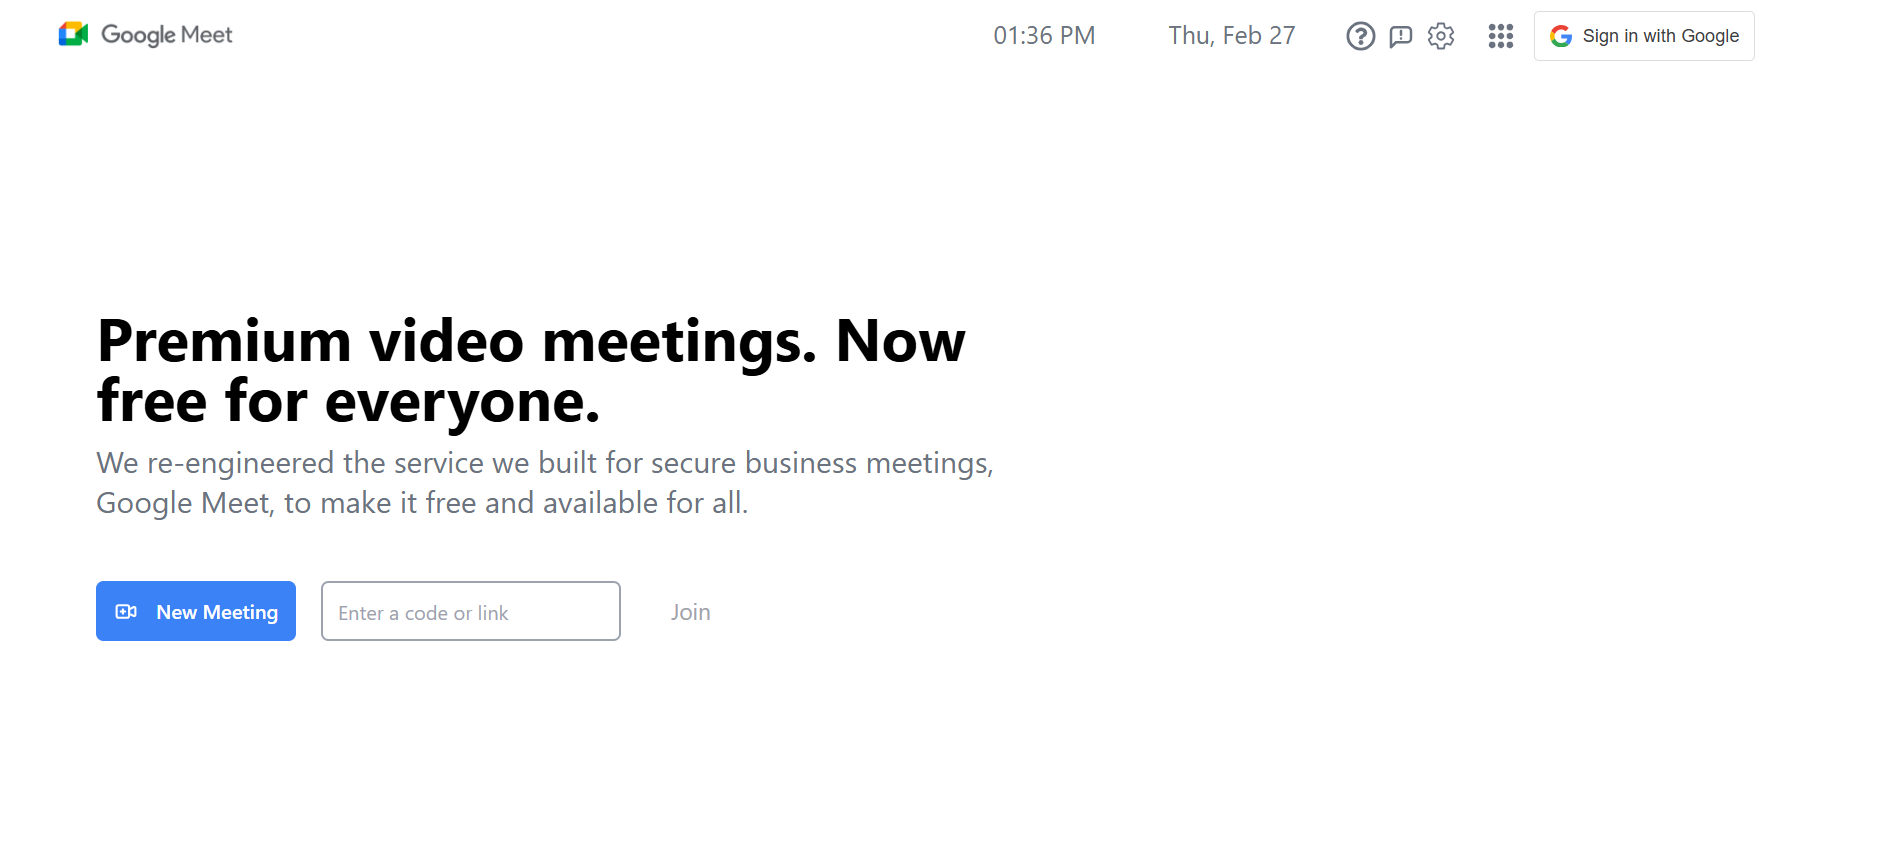 Google Meet
01:36 PM
Thu, Feb 27
Sign in with Google
Premium video meetings. Now
free for everyone.
We re-engineered the service we built for secure business meetings,
Google Meet, to make it free and available for all.
New Meeting
Enter a code or link
Join